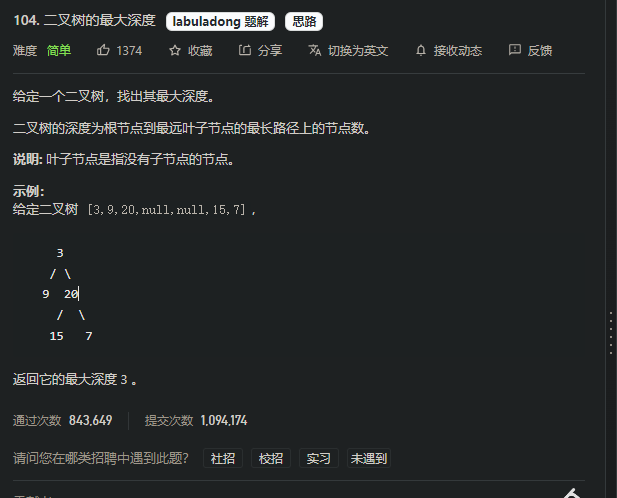 104. 二叉树的最大深度 labuladong 题解 思路
难度 简单 1374 收藏 分享 切换为英文 接收动态 反馈
给定一个二叉树，找出其最大深度。
二叉树的深度为根节点到最远叶子节点的最长路径上的节点数。
说明: 叶子节点是指没有子节点的节点。
示例：
给定二叉树 [3,9,20,null,null,15,7]，
3
/ \
9 20
/ \
15 7
返回它的最大深度 3 。
通过次数 843,649 提交次数 1,094,174
请问您在哪类招聘中遇到此题？ 社招 校招 实习 未遇到